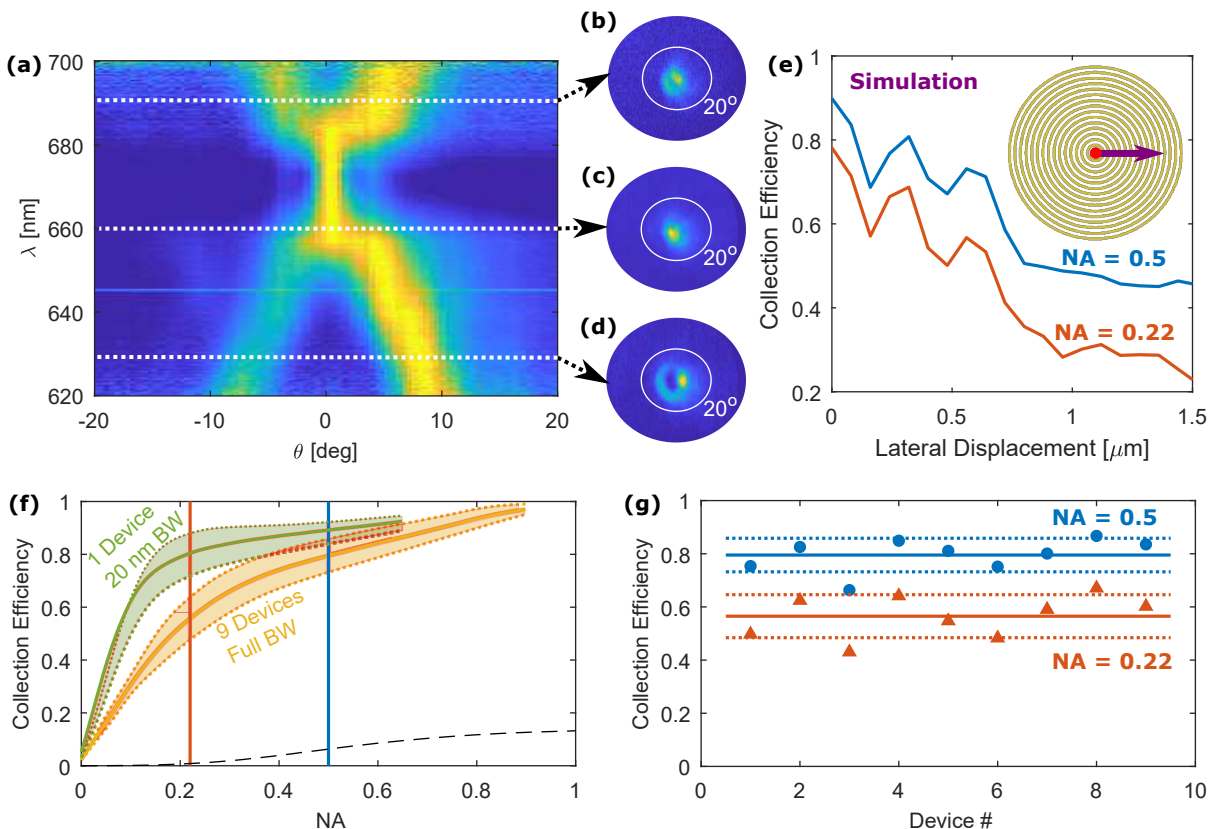 (a)
700
680
660
640
620
λ [nm]
-20
-10
0
10
20
θ [deg]
(b)
20°
(c)
20°
(d)
20°
(e)
Simulation
1
0.8
0.6
0.4
0.2
Collection Efficiency
NA = 0.5
NA = 0.22
0
0.5
1
1.5
Lateral Displacement [μm]
(f)
1
0.8
0.6
0.4
0.2
0
Collection Efficiency
1 Device
20 nm BW
9 Devices
Full BW
0
0.2
0.4
0.6
0.8
1
NA
(g)
1
0.8
0.6
0.4
0.2
0
Collection Efficiency
NA = 0.5
NA = 0.22
0
2
4
6
8
10
Device #